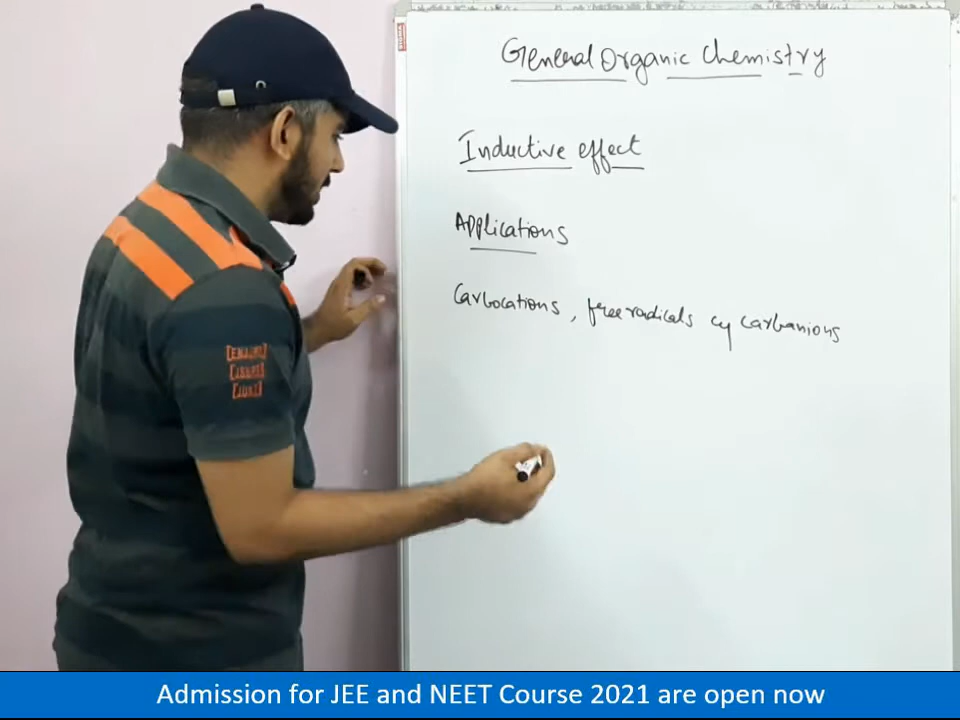 General Organic Chemistry
Inductive effect
Applications
Carbocations, free radicals & carbanions
Admission for JEE and NEET Course 2021 are open now